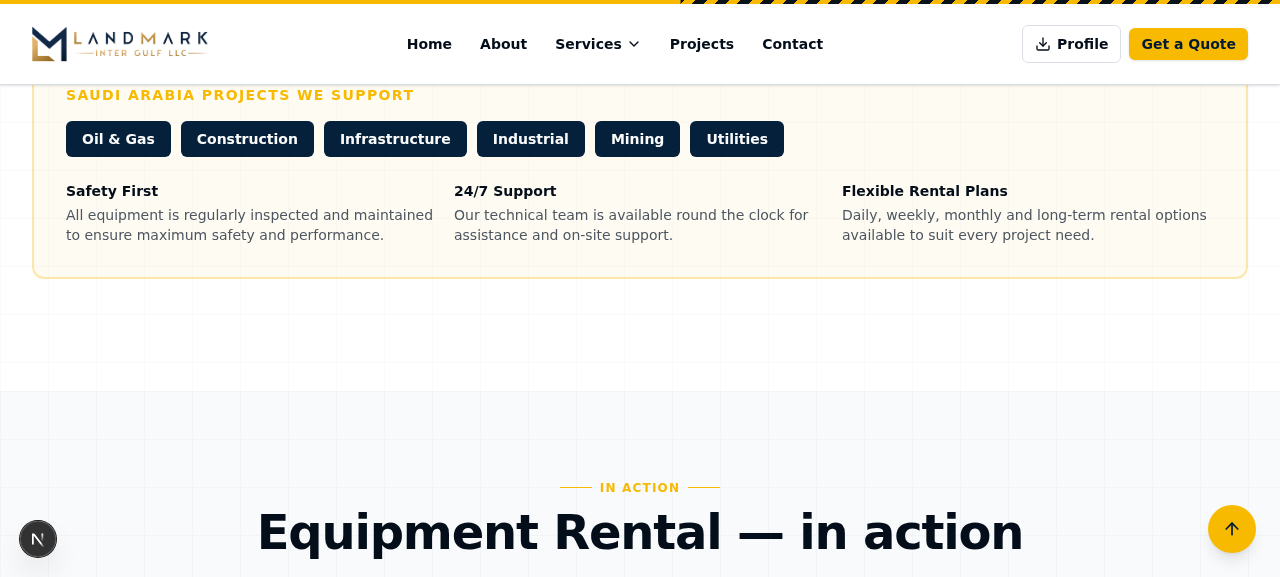 LANDMARK
INTER GULF LLC
Home
About
Services
Projects
Contact
Profile
Get a Quote
SAUDI ARABIA PROJECTS WE SUPPORT
Oil & Gas
Construction
Infrastructure
Industrial
Mining
Utilities
Safety First
All equipment is regularly inspected and maintained
to ensure maximum safety and performance.
24/7 Support
Our technical team is available round the clock for
assistance and on-site support.
Flexible Rental Plans
Daily, weekly, monthly and long-term rental options
available to suit every project need.
IN ACTION
Equipment Rental — in action
N